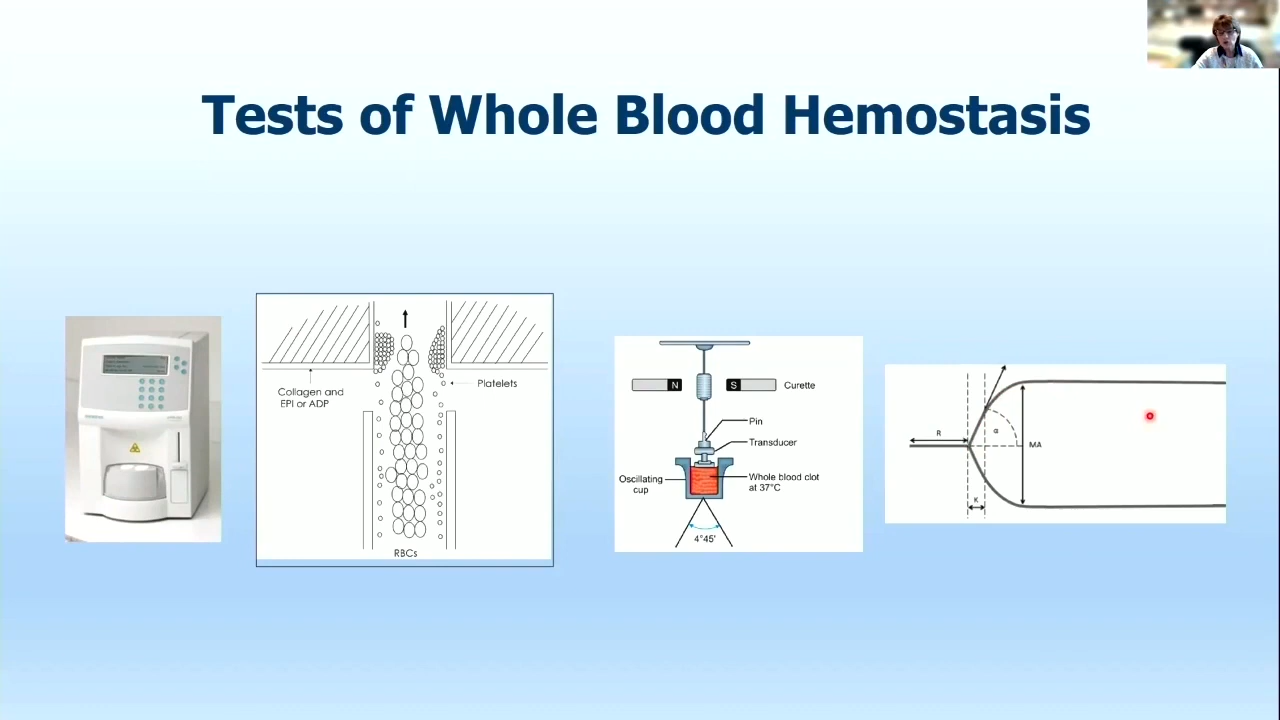 Tests of Whole Blood Hemostasis
Collagen and
EPI or ADP
Platelets
RBCs
N
S
Curette
Pin
Transducer
Oscillating
cup
Whole blood clot
at 37°C
4°45'
R
α
MA
K